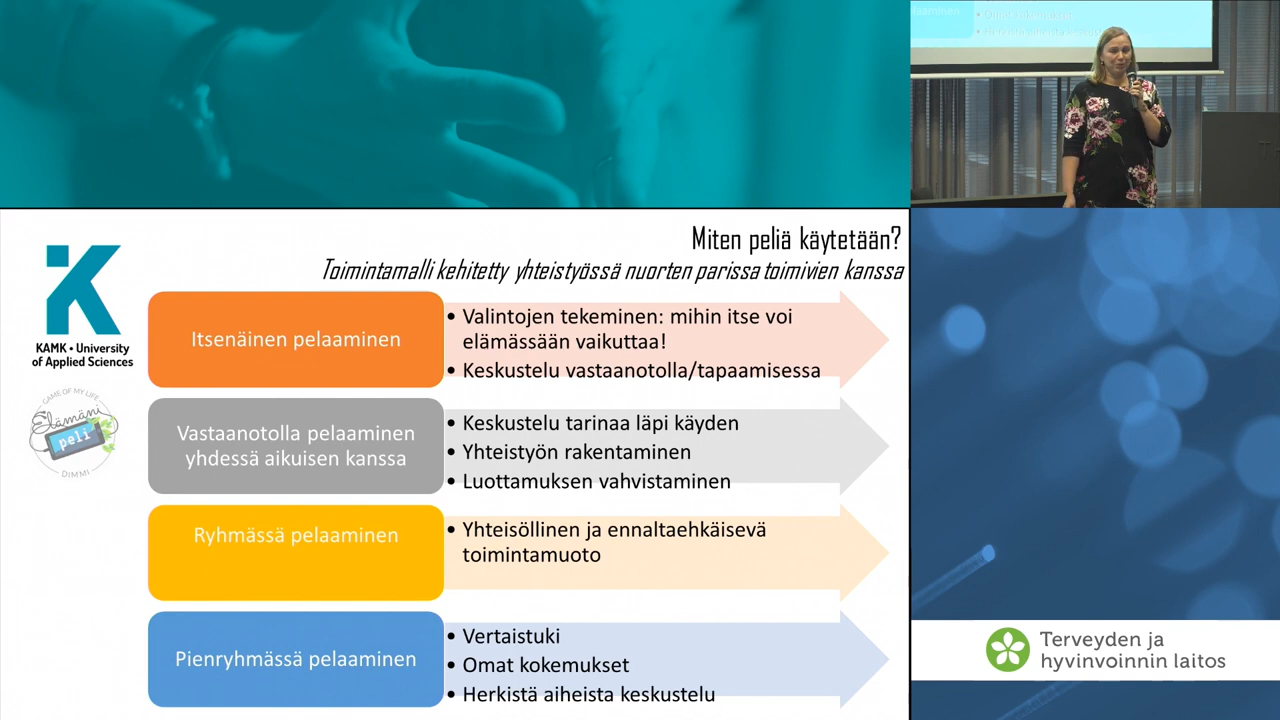 laaminen
Miten peliä käytetään?
Toimintamalli kehitetty yhteistyössä nuorten parissa toimivien kanssa
KAMK • University
of Applied Sciences
GAME OF MY LIFE
Elämäni
peli
DIMMI
Itsenäinen pelaaminen
• Valintojen tekeminen: mihin itse voi
elämässään vaikuttaa!
• Keskustelu vastaanotolla/tapaamisessa
Vastaanotolla pelaaminen
yhdessä aikuisen kanssa
• Keskustelu tarinaa läpi käyden
• Yhteistyön rakentaminen
• Luottamuksen vahvistaminen
Ryhmässä pelaaminen
• Yhteisöllinen ja ennaltaehkäisevä
toimintamuoto
Pienryhmässä pelaaminen
• Vertaistuki
• Omat kokemukset
• Herkistä aiheista keskustelu
Terveyden ja
hyvinvoinnin laitos